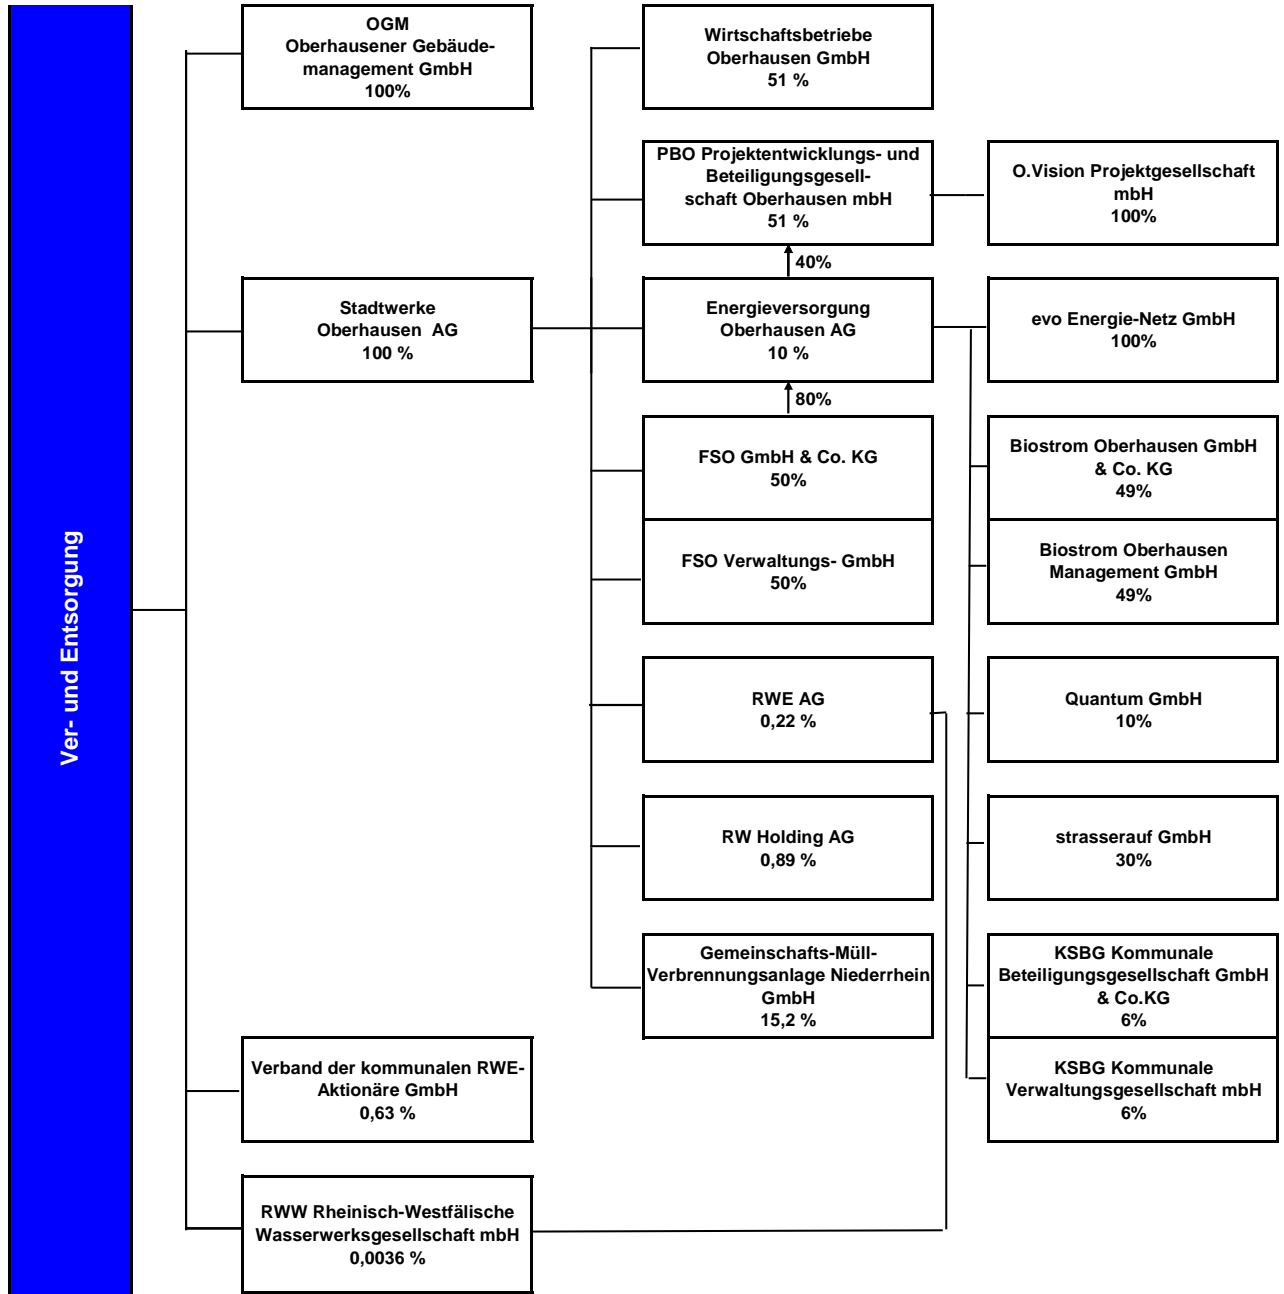 Ver- und Entsorgung
OGM
Oberhausener Gebäude-
management GmbH
100%
Stadtwerke
Oberhausen AG
100 %
Verband der kommunalen RWE-
Aktionäre GmbH
0,63 %
RWW Rheinisch-Westfälische
Wasserwerksgesellschaft mbH
0,0036 %
Wirtschaftsbetriebe
Oberhausen GmbH
51 %
PBO Projektentwicklungs- und
Beteiligungsgesell-
schaft Oberhausen mbH
51 %
40%
Energieversorgung
Oberhausen AG
10 %
80%
FSO GmbH & Co. KG
50%
FSO Verwaltungs- GmbH
50%
RWE AG
0,22 %
RW Holding AG
0,89 %
Gemeinschafts-Müll-
Verbrennungsanlage Niederrhein
GmbH
15,2 %
O.Vision Projektgesellschaft
mbH
100%
evo Energie-Netz GmbH
100%
Biostrom Oberhausen GmbH
& Co. KG
49%
Biostrom Oberhausen
Management GmbH
49%
Quantum GmbH
10%
strasserauf GmbH
30%
KSBG Kommunale
Beteiligungsgesellschaft GmbH
& Co.KG
6%
KSBG Kommunale
Verwaltungsgesellschaft mbH
6%